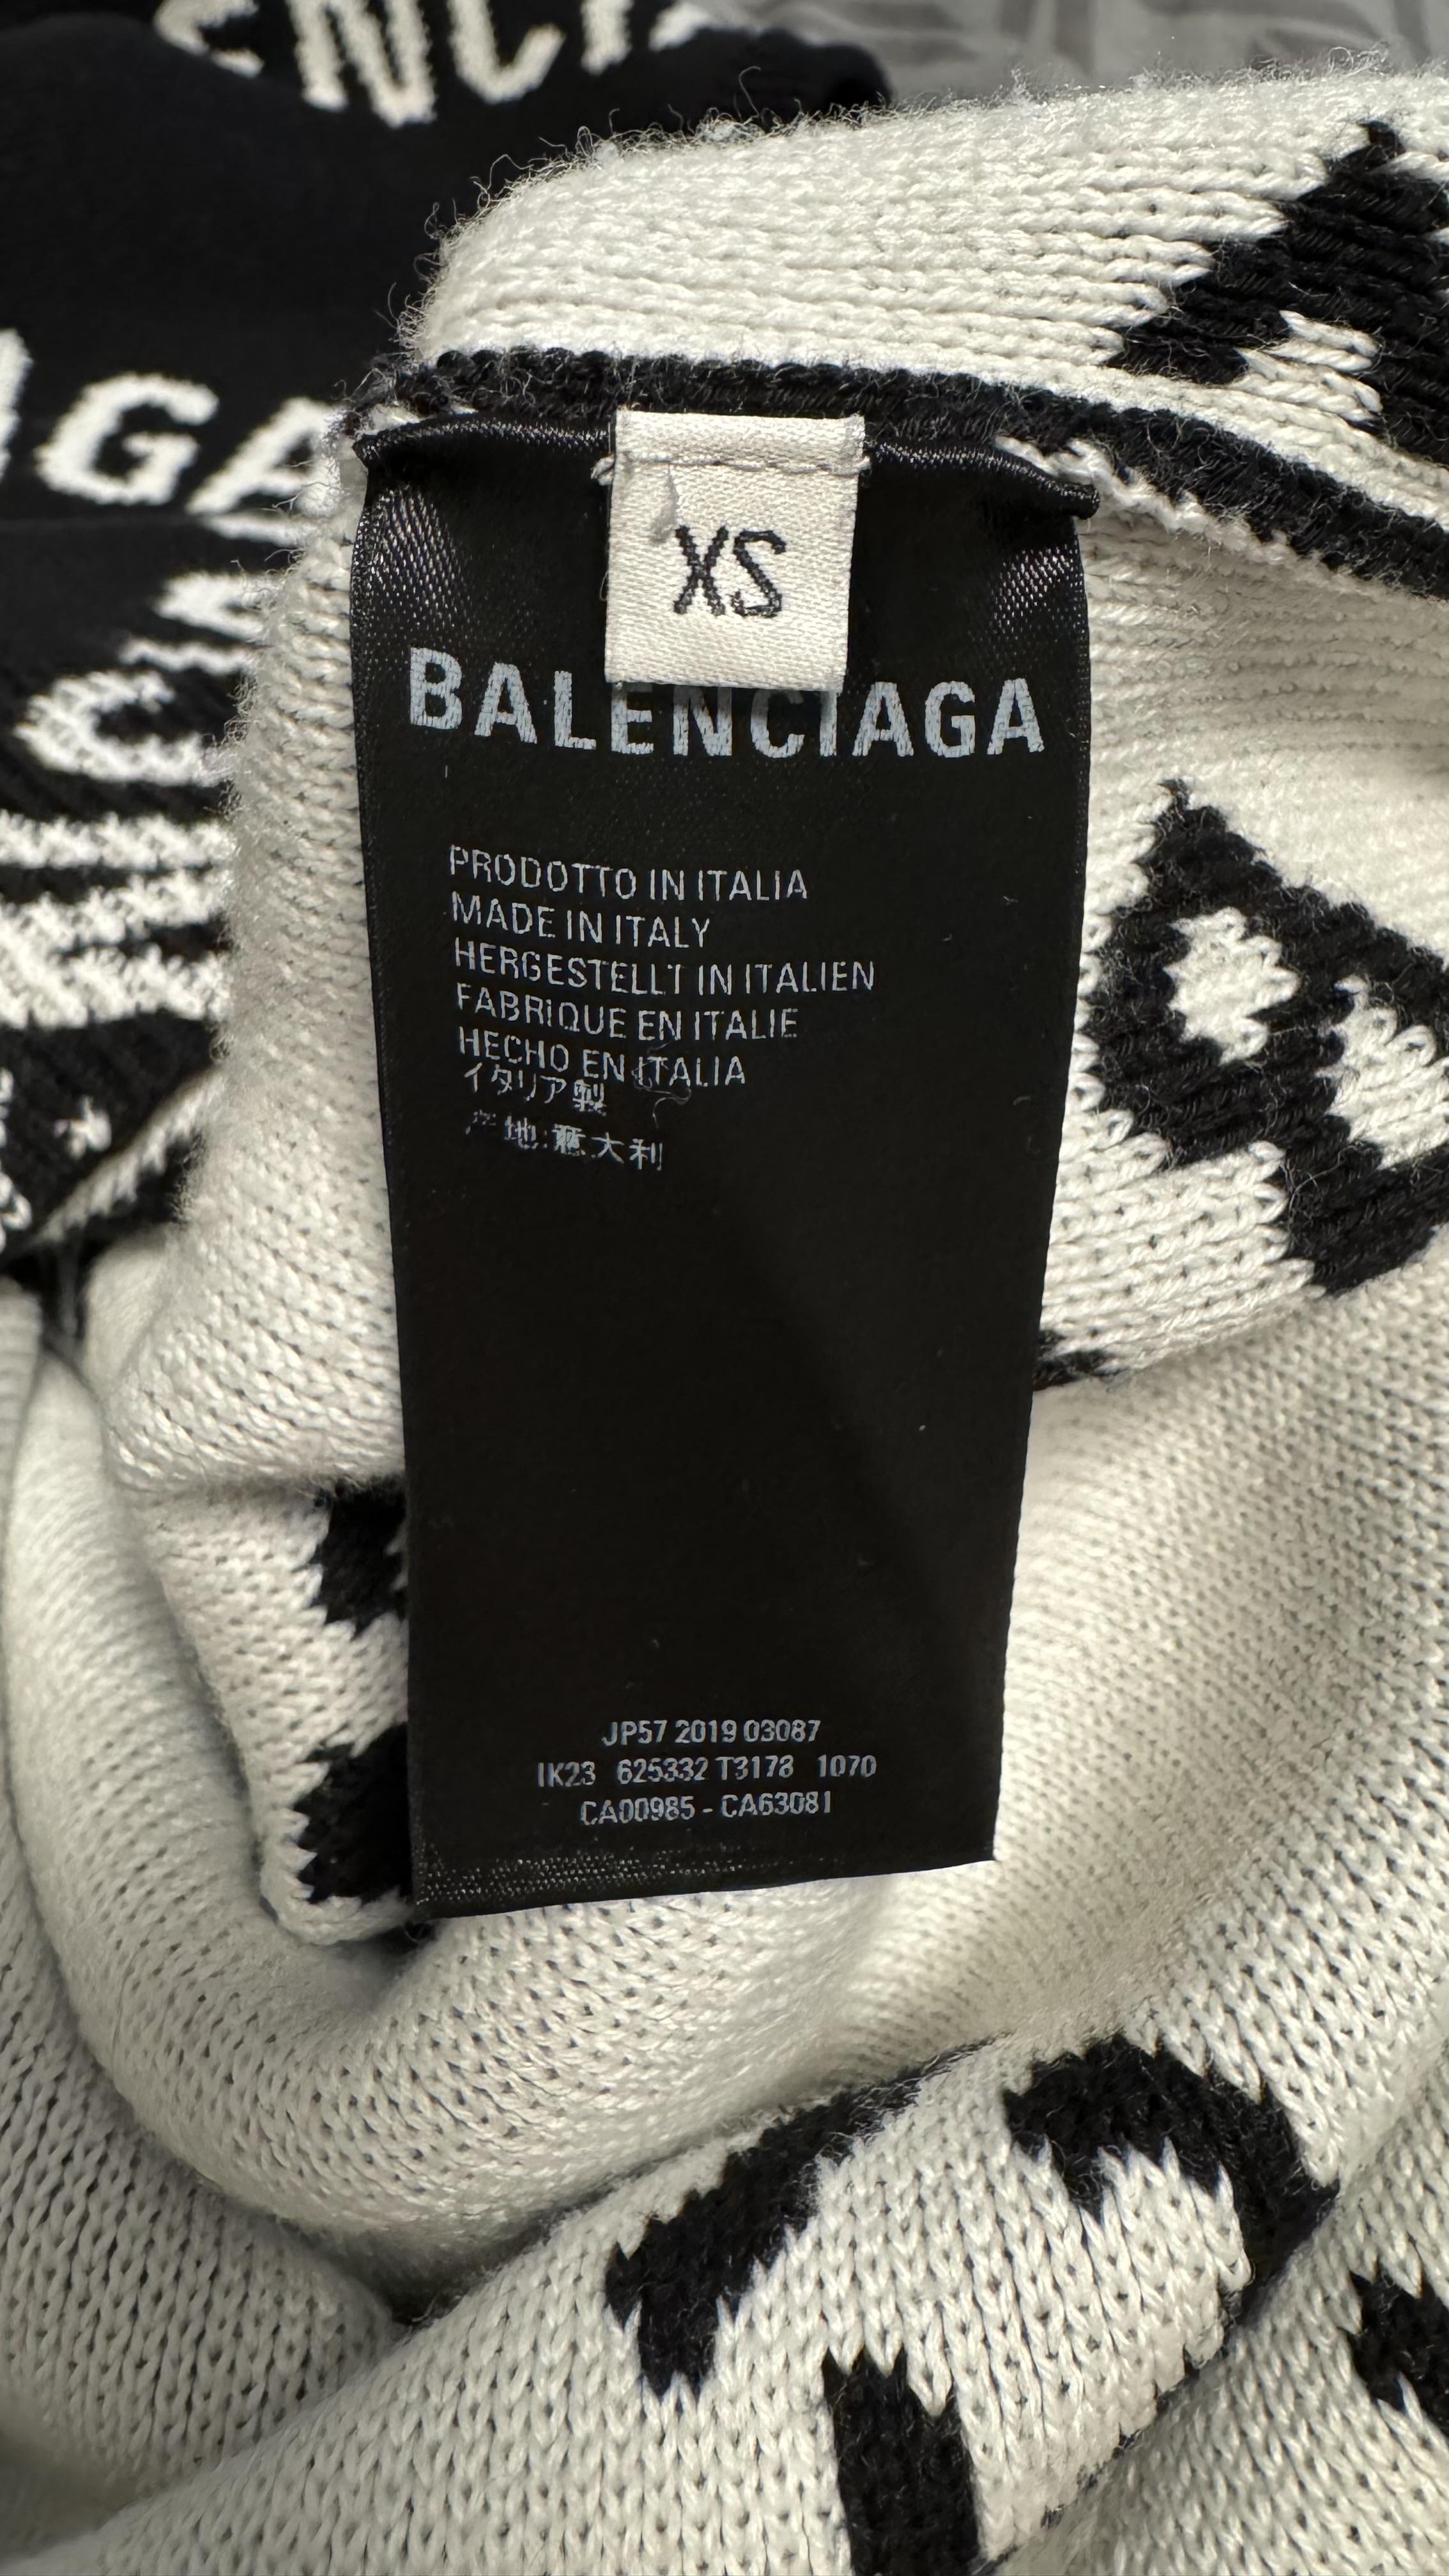 XS
BALENCIAGA
PRODOTTO IN ITALIA
MADE IN ITALY
HERGESTELLT IN ITALIEN
FABRIQUE EN ITALIE
HECHO EN ITALIA
イタリア製
产地:意大利
JP57 2019 03087
IK23 625332 T3178 1070
CA00985 - CA63081